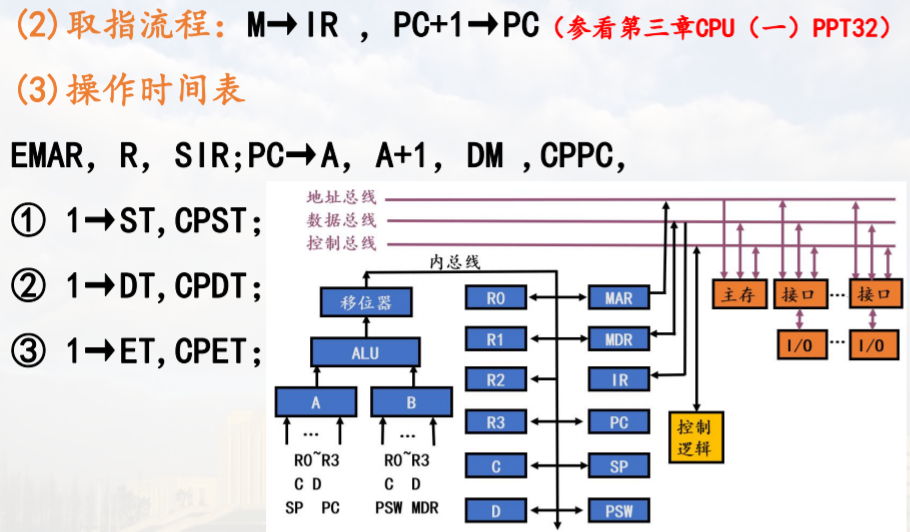 (2)取指流程：M→IR ，PC+1→PC（参看第三章CPU（一）PPT32）
(3)操作时间表
EMAR, R, SIR;PC→A, A+1, DM ,CPPC,
① 1→ST,CPST;
② 1→DT,CPDT;
③ 1→ET,CPET;
地址总线
数据总线
控制总线
内总线
移位器
ALU
A
B
… …
R0~R3 R0~R3
C D C D
SP PC PSW MDR
R0 MAR
R1 MDR
R2 IR
R3 PC
C SP
D PSW
控制
逻辑
主存 接口 … 接口
I/O … I/O